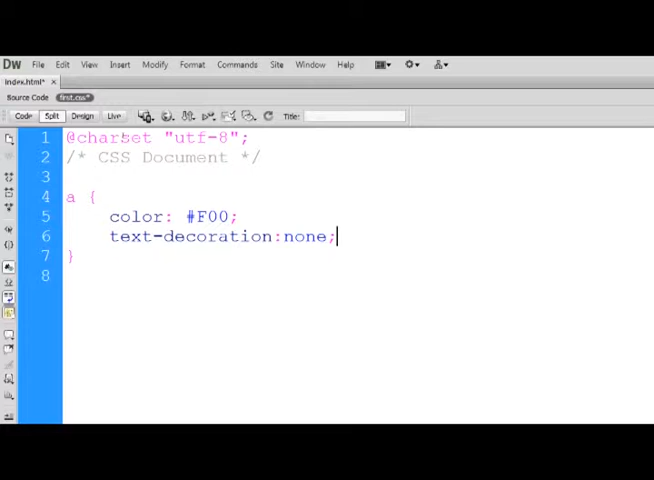 Dw File Edit View Insert Modify Format Commands Site Window Help
index.html* ×
Source Code first.css*
Code Split Design Live Title:
1 @charset "utf-8";
2 /* CSS Document */
3
4 a {
5 color: #F00;
6 text-decoration:none;
7 }
8